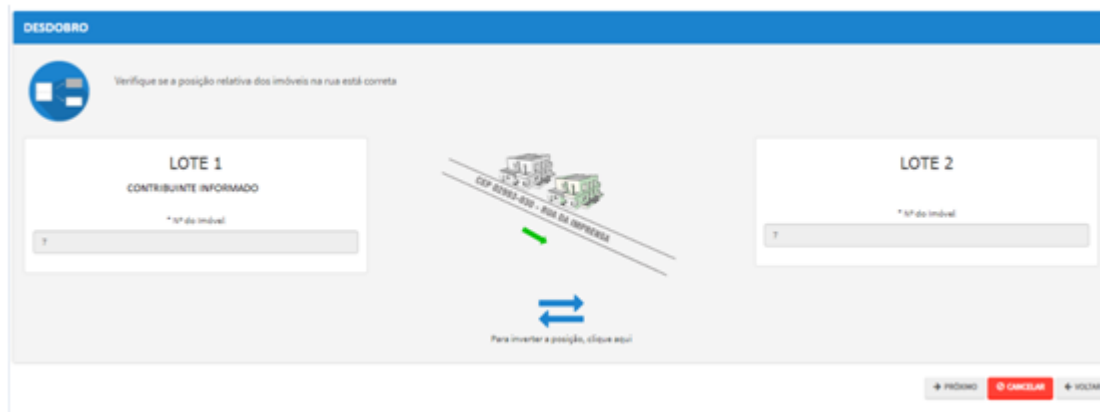 DESDOBRO
Verifique se a posição relativa dos imóveis na rua está correta
LOTE 1
CONTRIBUINTE INFORMADO
* Nº do imóvel
7
CEP 02993-030 - RUA DA IMPRENSA
LOTE 2
* Nº do imóvel
7
Para inverter a posição, clique aqui
PRÓXIMO
CANCELAR
VOLTAR